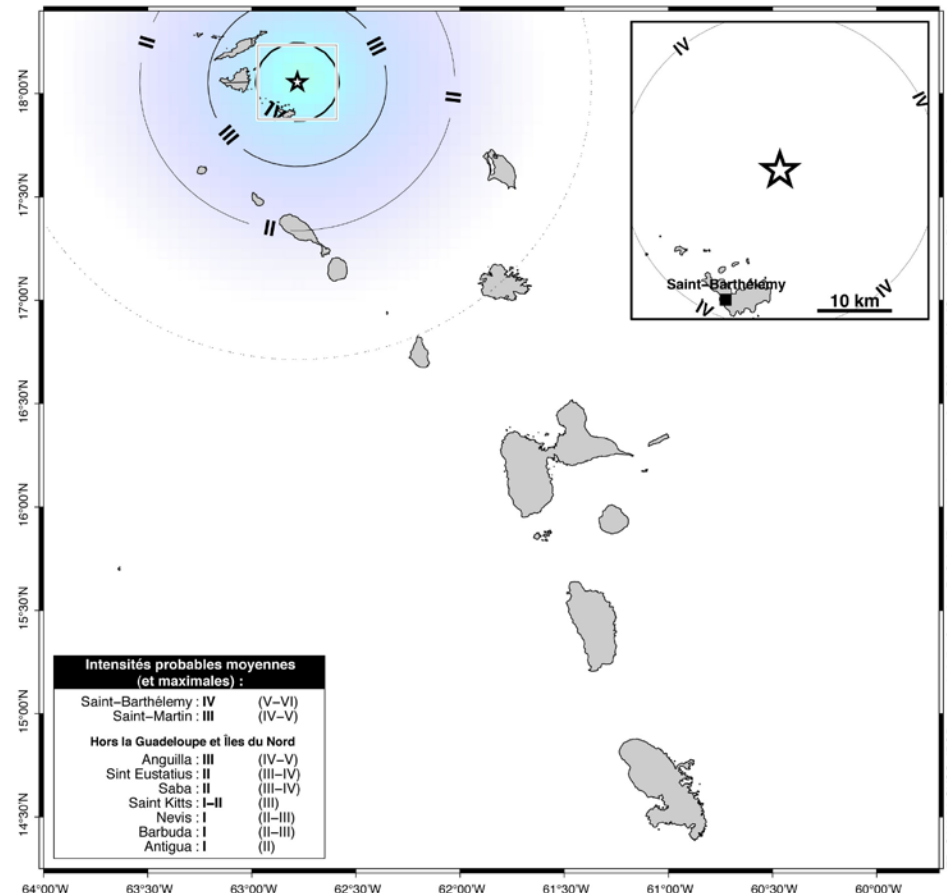 II
III
II
III
II
IV
IV
IV
IV
IV
Saint–Barthélemy
10 km
18°00'N
17°30'N
17°00'N
16°30'N
16°00'N
15°30'N
15°00'N
14°30'N
Intensités probables moyennes
(et maximales) :
Saint–Barthélemy : IV (V–VI)
Saint–Martin : III (IV–V)
Hors la Guadeloupe et Îles du Nord
Anguilla : III (IV–V)
Sint Eustatius : II (III–IV)
Saba : II (III–IV)
Saint Kitts : I–II (III)
Nevis : I (II–III)
Barbuda : I (II–III)
Antigua : I (II)
64°00'W 63°30'W 63°00'W 62°30'W 62°00'W 61°30'W 61°00'W 60°30'W 60°00'W